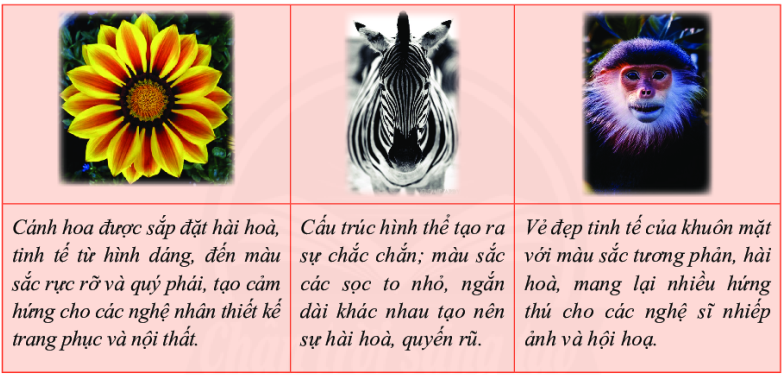 Cánh hoa được sắp đặt hài hoà,
tinh tế từ hình dáng, đến màu
sắc rực rỡ và quý phái, tạo cảm
hứng cho các nghệ nhân thiết kế
trang phục và nội thất.
Cấu trúc hình thể tạo ra
sự chắc chắn; màu sắc
các sọc to nhỏ, ngắn
dài khác nhau tạo nên
sự hài hoà, quyến rũ.
Vẻ đẹp tinh tế của khuôn mặt
với màu sắc tương phản, hài
hoà, mang lại nhiều hứng
thú cho các nghệ sĩ nhiếp
ảnh và hội hoạ.